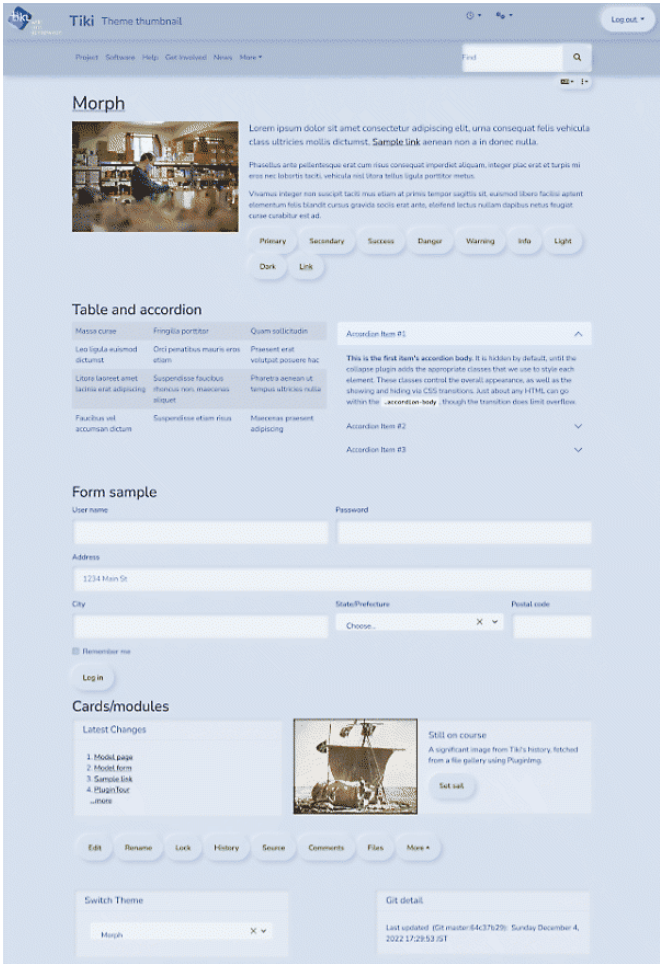 tiki
Tiki Theme thumbnail
Log out
Project Software Help Get Involved News More
Find
Morph
Lorem ipsum dolor sit amet consectetur adipiscing elit, urna consequat felis vehicula
class ultricies mollis dictumst, Sample link aenean non a in donec nulla.
Phasellus ante pellentesque erat cum risus consequat imperdiet aliquam, integer plac erat et turpis mi
eros nec lobortis taciti, vehicula nisl litora tellus ligula porttitor metus.
Vivamus integer non suscipit taciti mus etiam at primis tempor sagittis sit, euismod libero facilisi aptent
elementum felis blandit cursus gravida sociis erat ante, eleifend lectus nullam dapibus netus feugiat
curae curabitur est ad.
Primary Secondary Success Danger Warning Info Light
Dark Link
Table and accordion
Massa curae Fringilla porttitor Quam sollicitudin
Leo ligula euismod Orci penatibus mauris eros Praesent erat
dictumst etiam volutpat posuere hac
Litora laoreet amet Suspendisse faucibus Pharetra aenean ut
lacinia erat adipiscing rhoncus non, maecenas tempus ultricies nulla
aliquet
Faucibus vel Suspendisse etiam risus Maecenas praesent
accumsan dictum adipiscing
Accordion Item #1
This is the first item's accordion body. It is hidden by default, until the
collapse plugin adds the appropriate classes that we use to style each
element. These classes control the overall appearance, as well as the
showing and hiding via CSS transitions. Just about any HTML can go
within the .accordion-body, though the transition does limit overflow.
Accordion Item #2
Accordion Item #3
Form sample
User name Password
Address
1234 Main St
City State/Prefecture Postal code
Choose...
Remember me
Log in
Cards/modules
Latest Changes
1. Model page
2. Model form
3. Sample link
4. PluginTour
...more
Still on course
A significant image from Tiki's history, fetched
from a file gallery using PluginImg.
Set sail
Edit Rename Lock History Source Comments Files More
Switch Theme
Morph
Git detail
Last updated (Git master:64c37b29): Sunday December 4,
2022 17:29:53 JST